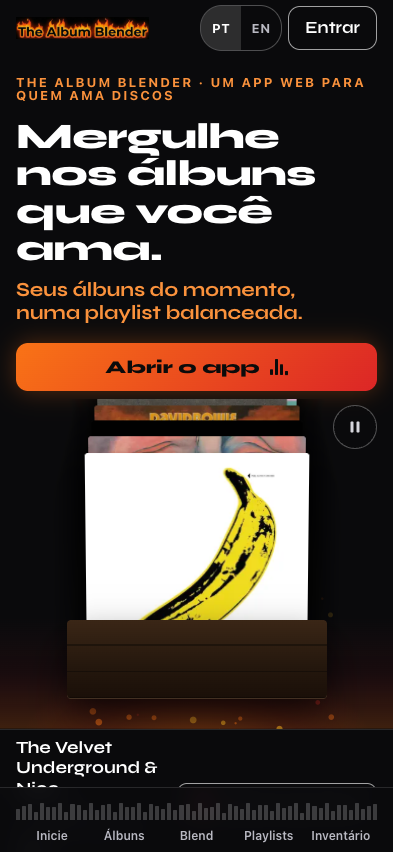 The Album Blender
PT EN
Entrar
THE ALBUM BLENDER · UM APP WEB PARA
QUEM AMA DISCOS
Mergulhe
nos álbuns
que você
ama.
Seus álbuns do momento,
numa playlist balanceada.
Abrir o app
DAVIDBOWIE
The Velvet
Underground &
Nico
Inicie
Álbuns
Blend
Playlists
Inventário